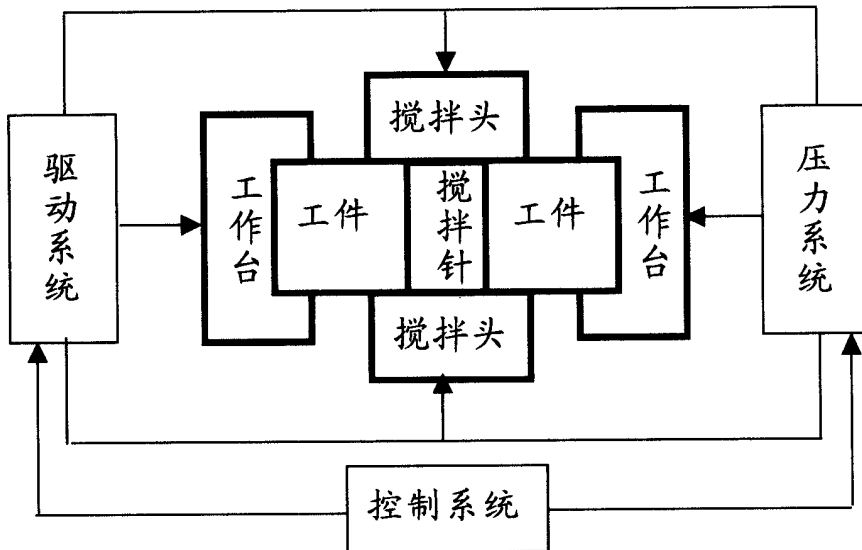 搅拌头
驱动系统
工作台
工件
搅拌针
工件
工作台
压力系统
搅拌头
控制系统